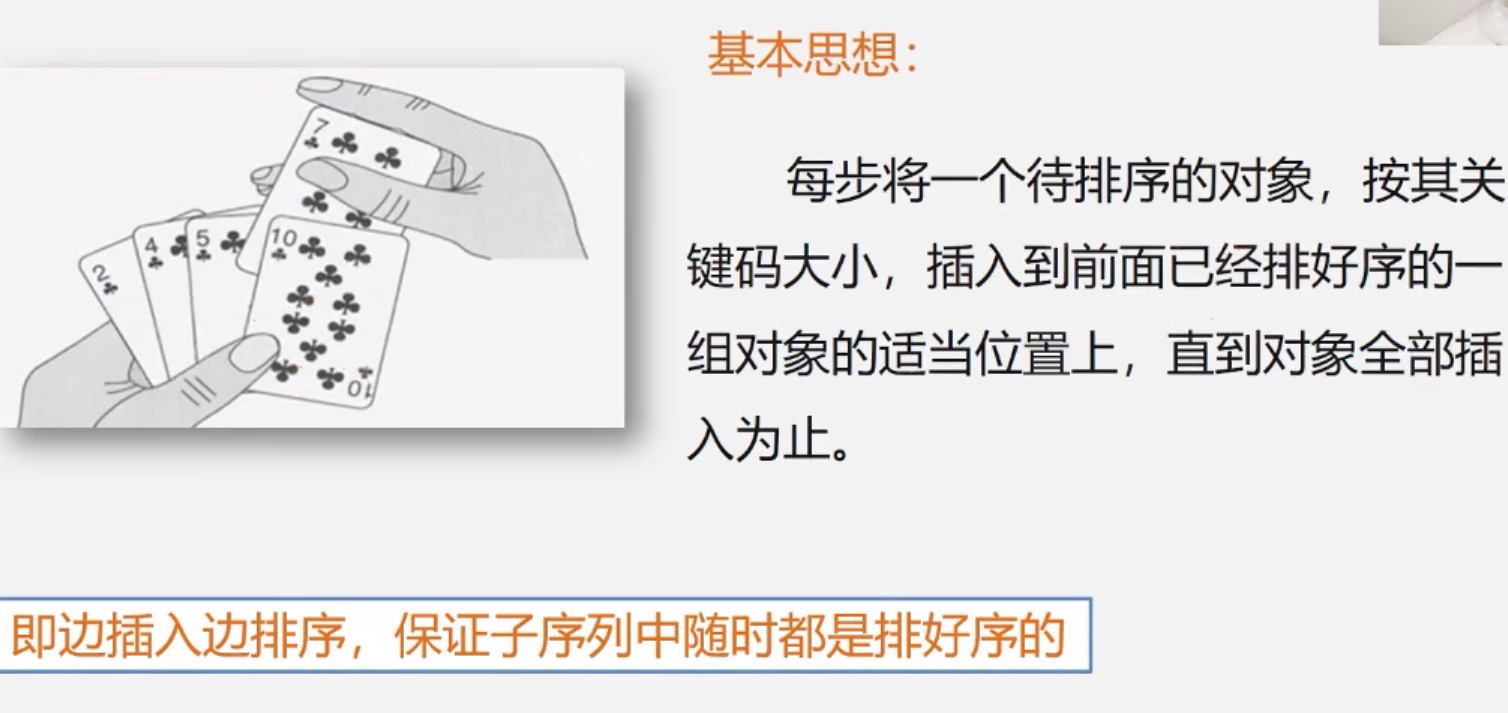 基本思想：
每步将一个待排序的对象，按其关
键码大小，插入到前面已经排好序的一
组对象的适当位置上，直到对象全部插
入为止。
7
2
4
5
10
10
即边插入边排序，保证子序列中随时都是排好序的